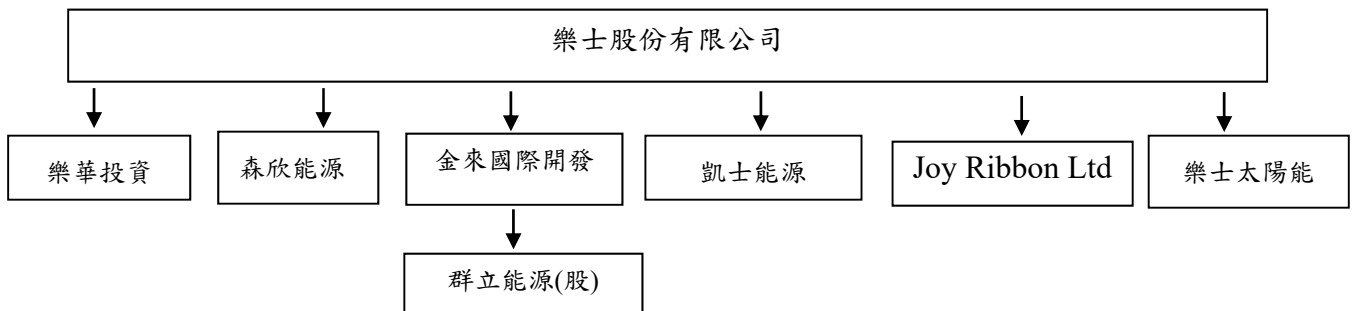 樂士股份有限公司
樂華投資
森欣能源
金來國際開發
凱士能源
Joy Ribbon Ltd
樂士太陽能
群立能源(股)